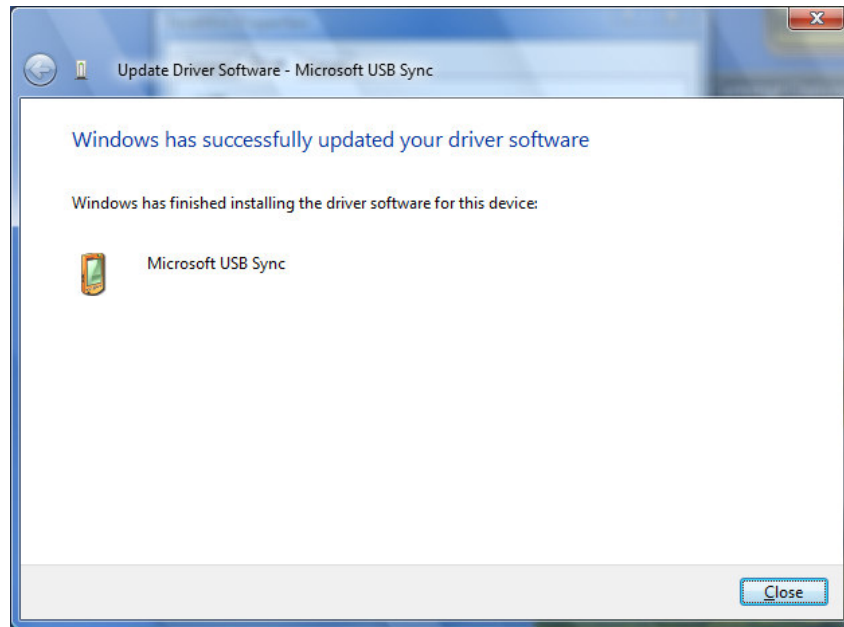 Update Driver Software - Microsoft USB Sync
Windows has successfully updated your driver software
Windows has finished installing the driver software for this device:
Microsoft USB Sync
Close